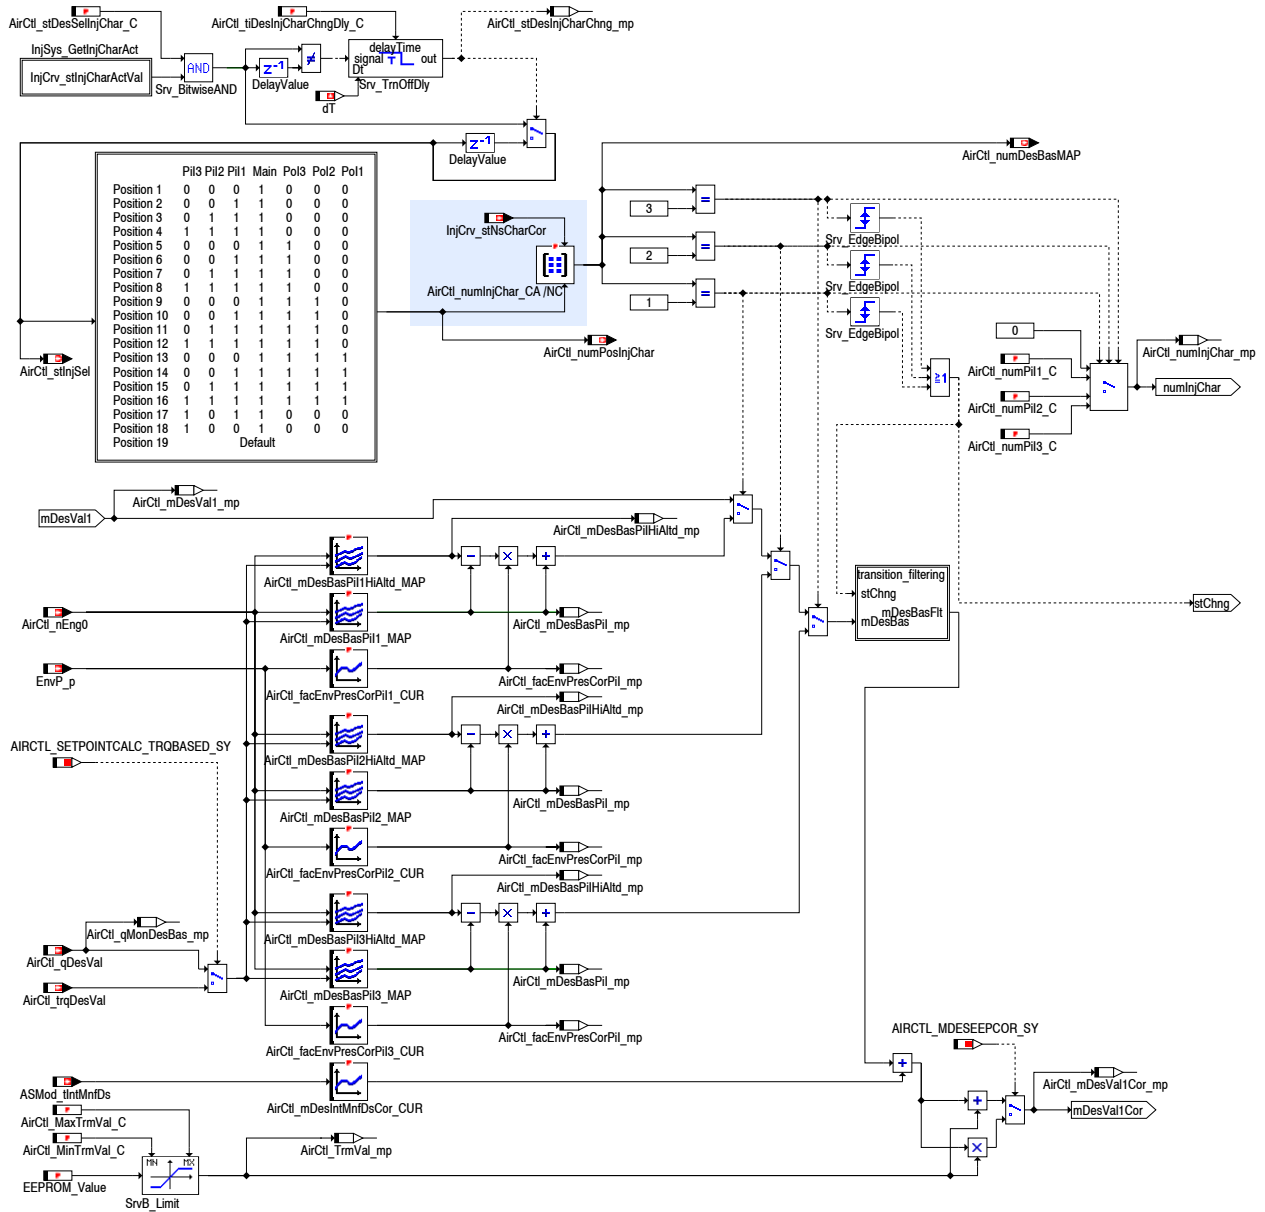 AirCtl_stDesSelInjChar_C
AirCtl_tiDesInjCharChngDly_C
AirCtl_stDesInjCharChng_mp
InjSys_GetInjCharAct
InjCrv_stInjCharActVal
AND
Srv_BitwiseAND
z-1
DelayValue
≠
delayTime
signal
out
Dt
Srv_TrnOffDly
dT
z-1
DelayValue
AirCtl_numDesBasMAP
Pil3 Pil2 Pil1 Main Pol3 Pol2 Pol1
Position 1 0 0 0 1 0 0 0
Position 2 0 0 1 1 0 0 0
Position 3 0 1 1 1 0 0 0
Position 4 1 1 1 1 0 0 0
Position 5 0 0 0 1 1 0 0
Position 6 0 0 1 1 1 0 0
Position 7 0 1 1 1 1 0 0
Position 8 1 1 1 1 1 0 0
Position 9 0 0 0 1 1 1 0
Position 10 0 0 1 1 1 1 0
Position 11 0 1 1 1 1 1 0
Position 12 1 1 1 1 1 1 0
Position 13 0 0 0 1 1 1 1
Position 14 0 0 1 1 1 1 1
Position 15 0 1 1 1 1 1 1
Position 16 1 1 1 1 1 1 1
Position 17 1 0 1 1 0 0 0
Position 18 1 0 0 1 0 0 0
Position 19 Default
InjCrv_stNsCharCor
P
AirCtl_numInjChar_CA /NC
AirCtl_numPosInjChar
AirCtl_stInjSel
3
=
2
=
1
=
Srv_EdgeBipol
Srv_EdgeBipol
Srv_EdgeBipol
≥1
0
AirCtl_numPil1_C
AirCtl_numPil2_C
AirCtl_numPil3_C
AirCtl_numInjChar_mp
numInjChar
mDesVal1
AirCtl_mDesVal1_mp
AirCtl_mDesBasPilHiAltd_mp
AirCtl_mDesBasPil1HiAltd_MAP
− × +
AirCtl_nEng0
AirCtl_mDesBasPil1_MAP
AirCtl_mDesBasPil_mp
EnvP_p
AirCtl_facEnvPresCorPil1_CUR
AirCtl_facEnvPresCorPil_mp
transition_filtering
stChng
mDesBasFlt
mDesBas
stChng
AirCtl_mDesBasPilHiAltd_mp
AIRCTL_SETPOINTCALC_TRQBASED_SY
AirCtl_mDesBasPil2HiAltd_MAP
− × +
AirCtl_mDesBasPil2_MAP
AirCtl_mDesBasPil_mp
AirCtl_facEnvPresCorPil2_CUR
AirCtl_facEnvPresCorPil_mp
AirCtl_mDesBasPilHiAltd_mp
AirCtl_qMonDesBas_mp
AirCtl_qDesVal
AirCtl_trqDesVal
AirCtl_mDesBasPil3HiAltd_MAP
− × +
AirCtl_mDesBasPil3_MAP
AirCtl_mDesBasPil_mp
AirCtl_facEnvPresCorPil3_CUR
AirCtl_facEnvPresCorPil_mp
AIRCTL_MDESEEPCOR_SY
ASMod_tIntMnfDs
AirCtl_mDesIntMnfDsCor_CUR
+
+
×
AirCtl_mDesVal1Cor_mp
mDesVal1Cor
AirCtl_MaxTrmVal_C
AirCtl_MinTrmVal_C
AirCtl_TrmVal_mp
MN MX
EEPROM_Value
SrvB_Limit